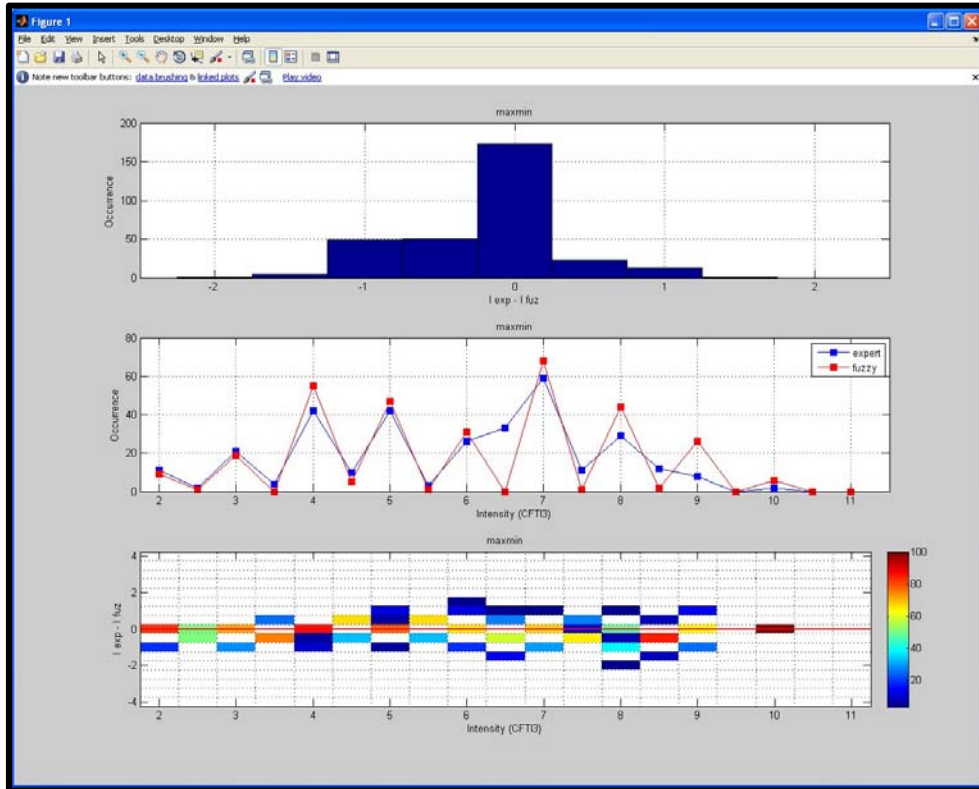 Figure 1
File Edit View Insert Tools Desktop Window Help
Note new toolbar buttons: data brushing & linked plots Play video
maxmin
200
150
100
50
0
Occurrence
-2 -1 0 1 2
I exp - I fuz
maxmin
80
60
40
20
0
Occurrence
expert
fuzzy
2 3 4 5 6 7 8 9 10 11
Intensity (CFTI3)
maxmin
4
2
0
-2
-4
I exp - I fuz
100
80
60
40
20
2 3 4 5 6 7 8 9 10 11
Intensity (CFTI3)